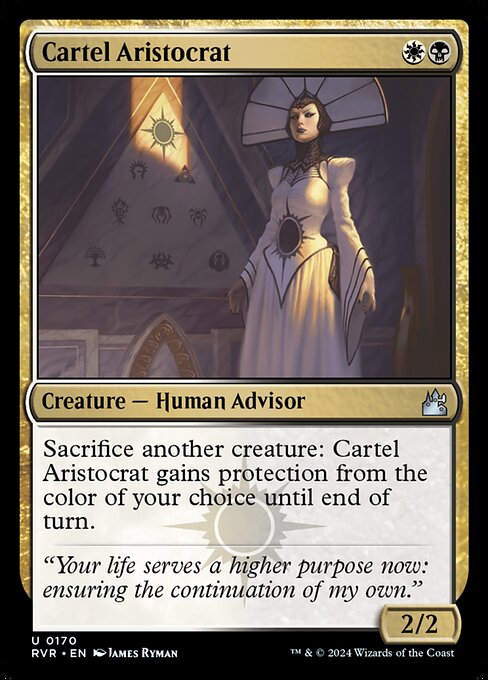 Cartel Aristocrat
Creature — Human Advisor
Sacrifice another creature: Cartel
Aristocrat gains protection from the
color of your choice until end of
turn.
“Your life serves a higher purpose now:
ensuring the continuation of my own.”
2/2
U 0170
RVR • EN James Ryman
™ & © 2024 Wizards of the Coast